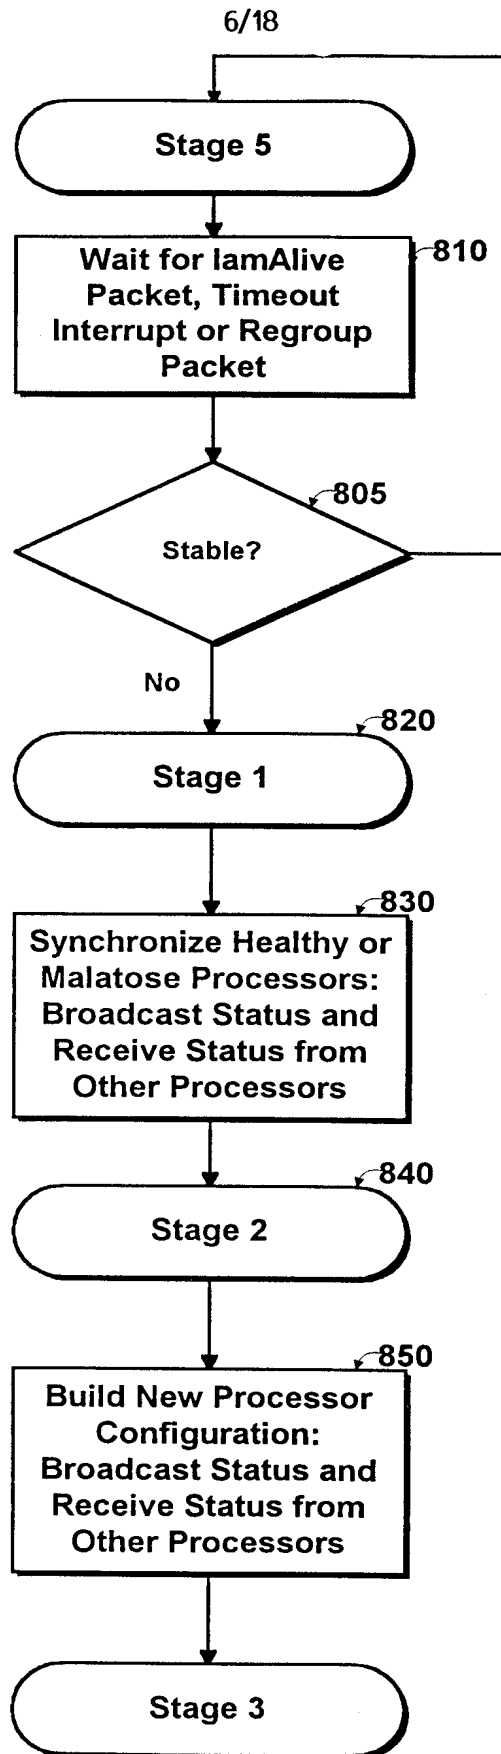 6/18
Stage 5
810
Wait for IamAlive
Packet, Timeout
Interrupt or Regroup
Packet
805
Stable?
No
820
Stage 1
830
Synchronize Healthy or
Malatose Processors:
Broadcast Status and
Receive Status from
Other Processors
840
Stage 2
850
Build New Processor
Configuration:
Broadcast Status and
Receive Status from
Other Processors
Stage 3